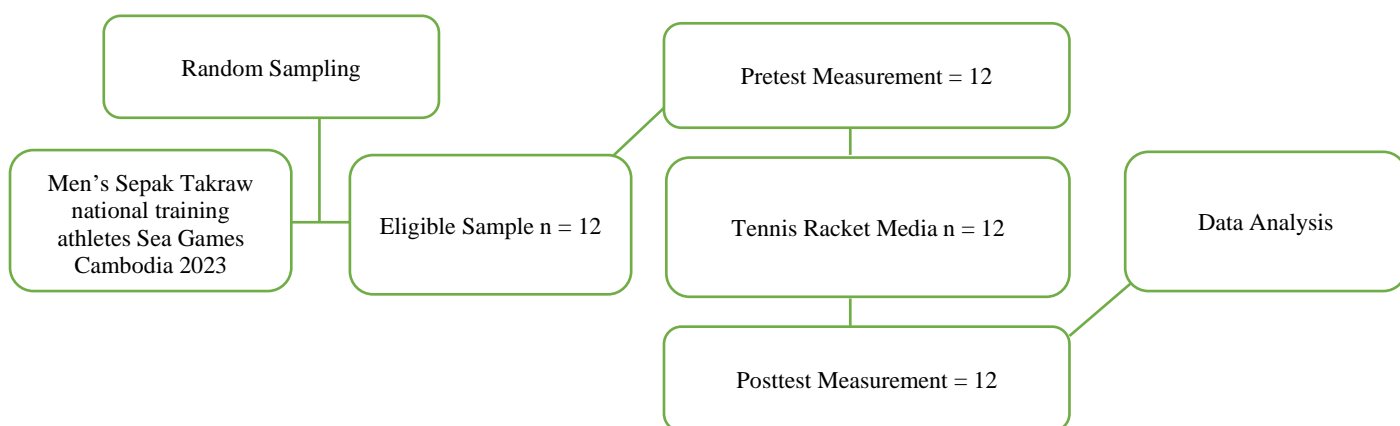 Random Sampling
Men’s Sepak Takraw
national training
athletes Sea Games
Cambodia 2023
Eligible Sample n = 12
Pretest Measurement = 12
Tennis Racket Media n = 12
Posttest Measurement = 12
Data Analysis